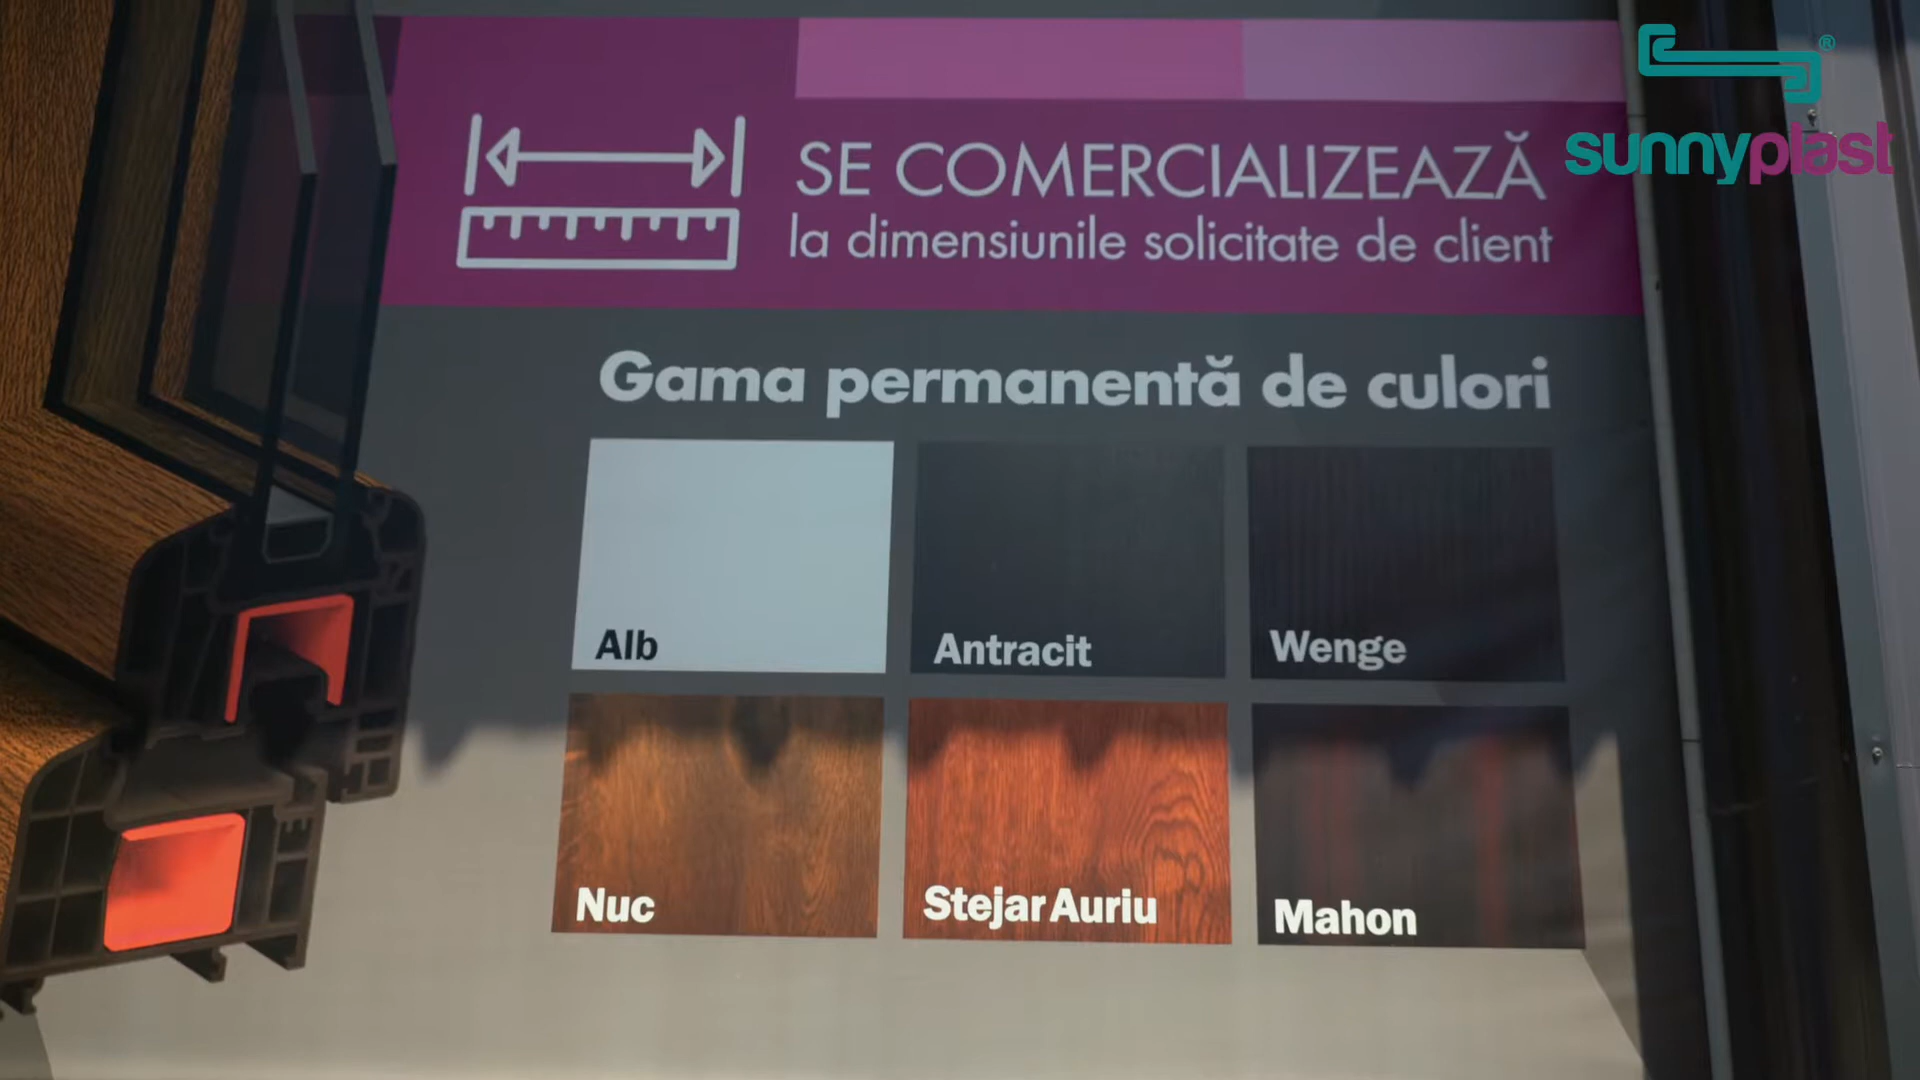 SE COMERCIALIZEAZĂ
la dimensiunile solicitate de client
Gama permanentă de culori
Alb
Antracit
Wenge
Nuc
Stejar Auriu
Mahon
sunnyplast®